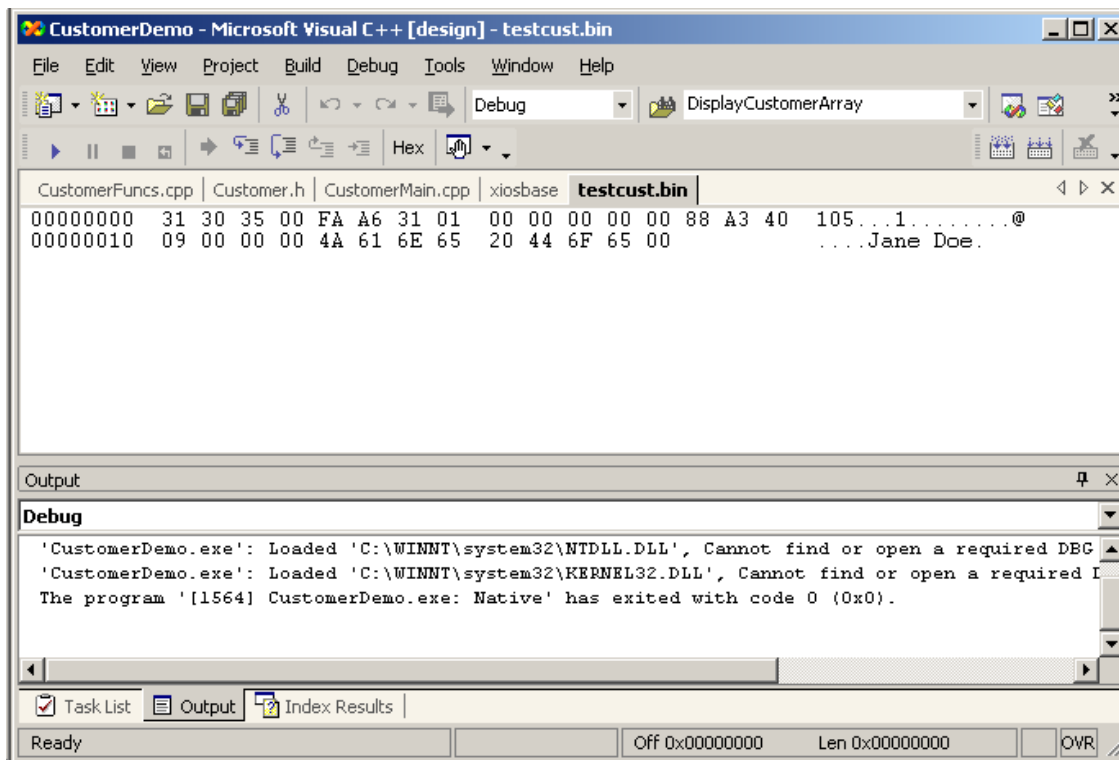 CustomerDemo - Microsoft Visual C++ [design] - testcust.bin
File Edit View Project Build Debug Tools Window Help
Debug DisplayCustomerArray
Hex
CustomerFuncs.cpp | Customer.h | CustomerMain.cpp | xiosbase testcust.bin
00000000 31 30 35 00 FA A6 31 01 00 00 00 00 00 88 A3 40 105...1........@
00000010 09 00 00 00 4A 61 6E 65 20 44 6F 65 00 ....Jane Doe.
Output
Debug
'CustomerDemo.exe': Loaded 'C:\WINNT\system32\NTDLL.DLL', Cannot find or open a required DBG
'CustomerDemo.exe': Loaded 'C:\WINNT\system32\KERNEL32.DLL', Cannot find or open a required
The program '[1564] CustomerDemo.exe: Native' has exited with code 0 (0x0).
Task List Output Index Results
Ready Off 0x00000000 Len 0x00000000 OVR